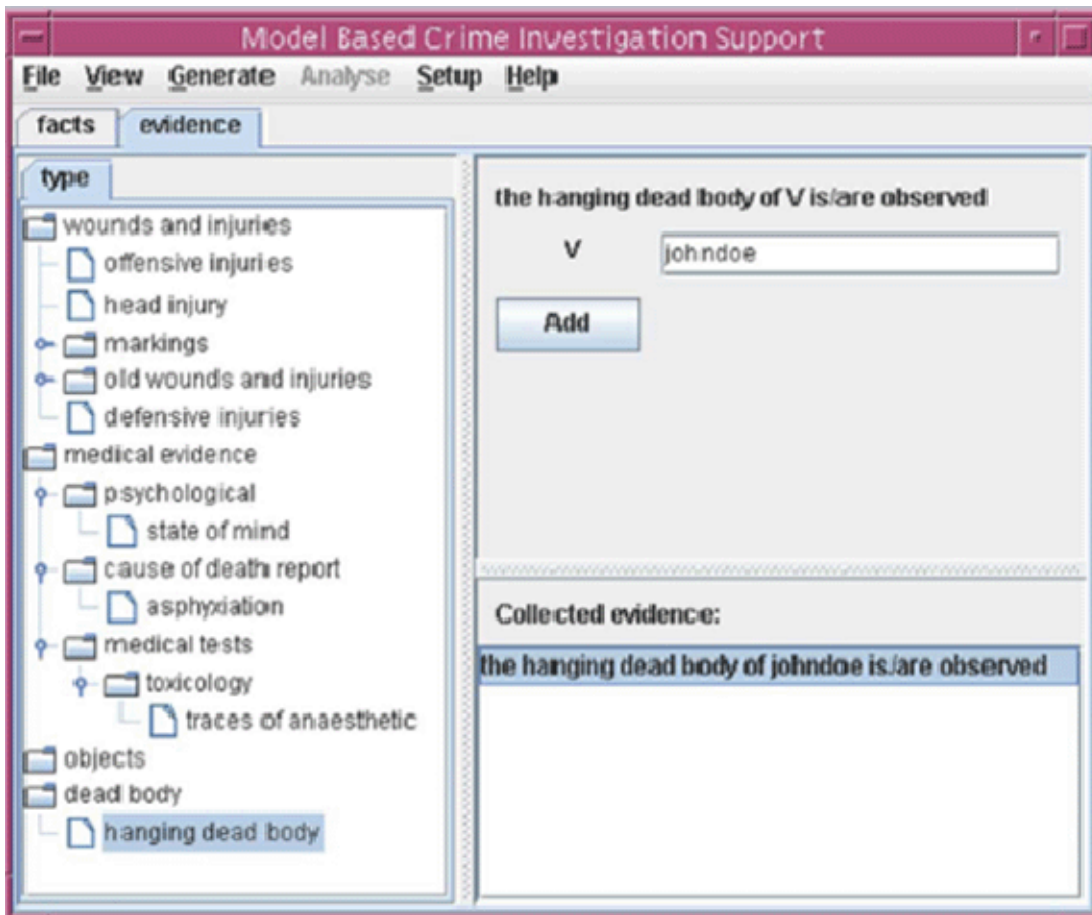 Model Based Crime Investigation Support
File View Generate Analyse Setup Help
facts evidence
type
wounds and injuries
offensive injuries
head injury
markings
old wounds and injuries
defensive injuries
medical evidence
psychological
state of mind
cause of death report
asphyxiation
medical tests
toxicology
traces of anaesthetic
objects
dead body
hanging dead body
the hanging dead body of V is/are observed
V johndoe
Add
Collected evidence:
the hanging dead body of johndoe is/are observed